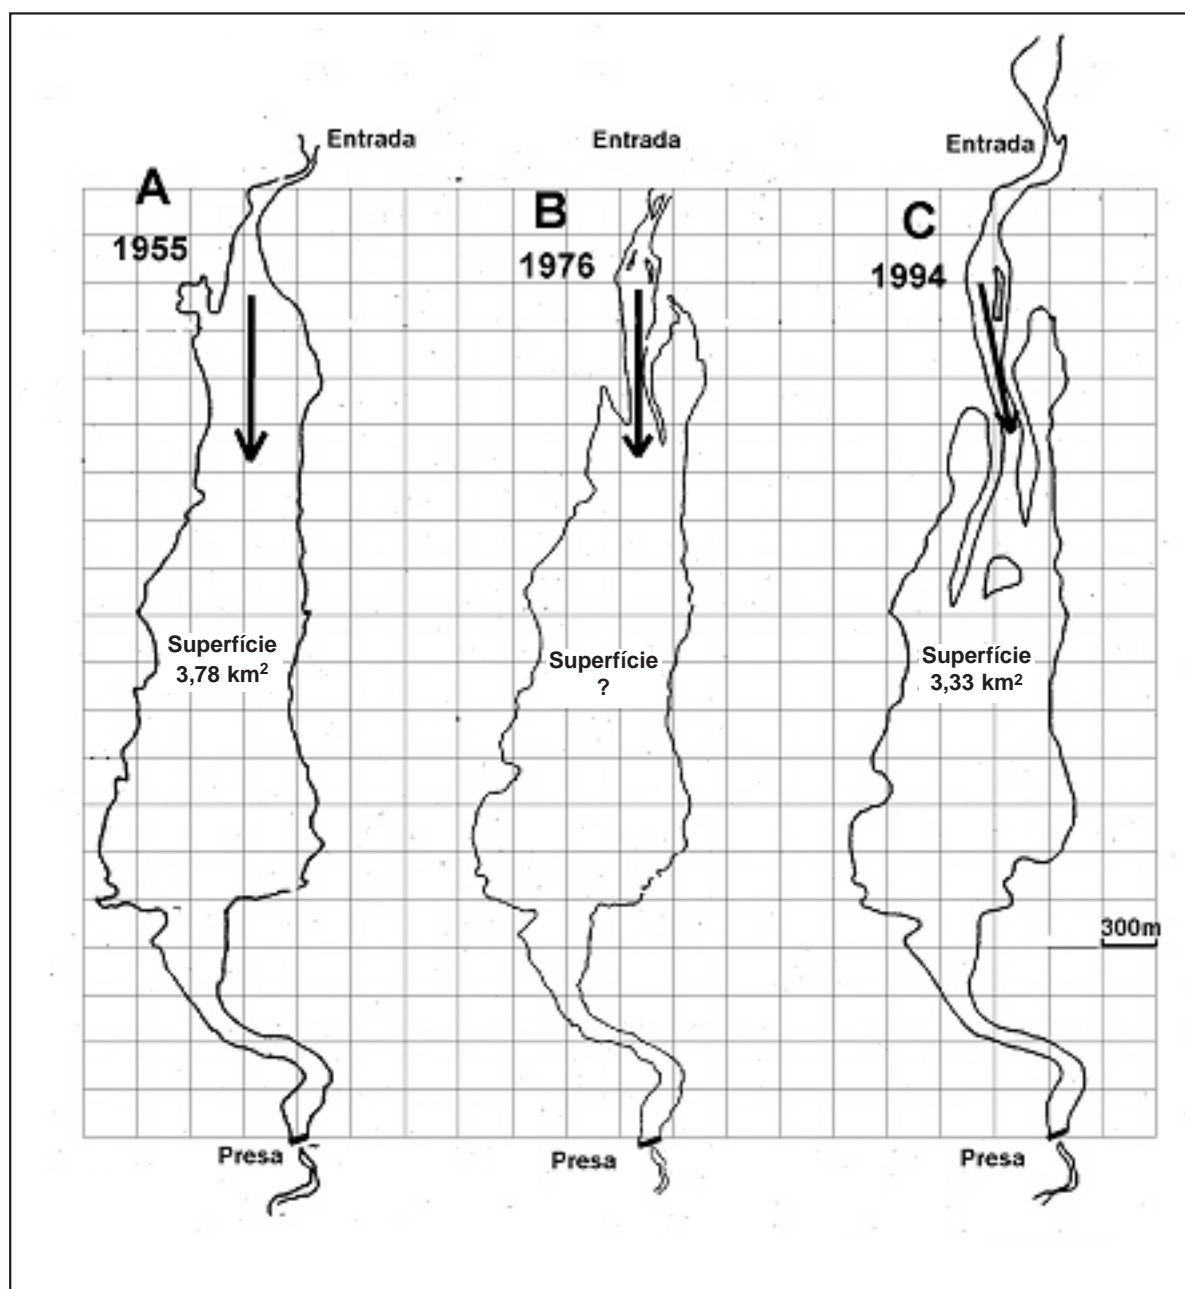 Entrada
A
1955
Superfície
3,78 km²
Presa
Entrada
B
1976
Superfície
?
Presa
Entrada
C
1994
Superfície
3,33 km²
300m
Presa